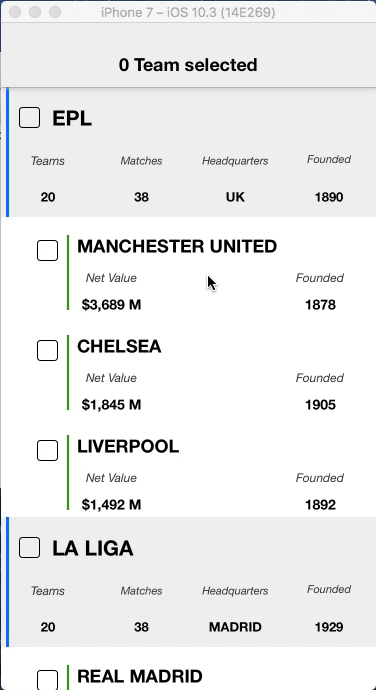 iPhone 7 – iOS 10.3 (14E269)
0 Team selected
EPL
Teams Matches Headquarters Founded
20 38 UK 1890
MANCHESTER UNITED
Net Value Founded
$3,689 M 1878
CHELSEA
Net Value Founded
$1,845 M 1905
LIVERPOOL
Net Value Founded
$1,492 M 1892
LA LIGA
Teams Matches Headquarters Founded
20 38 MADRID 1929
REAL MADRID